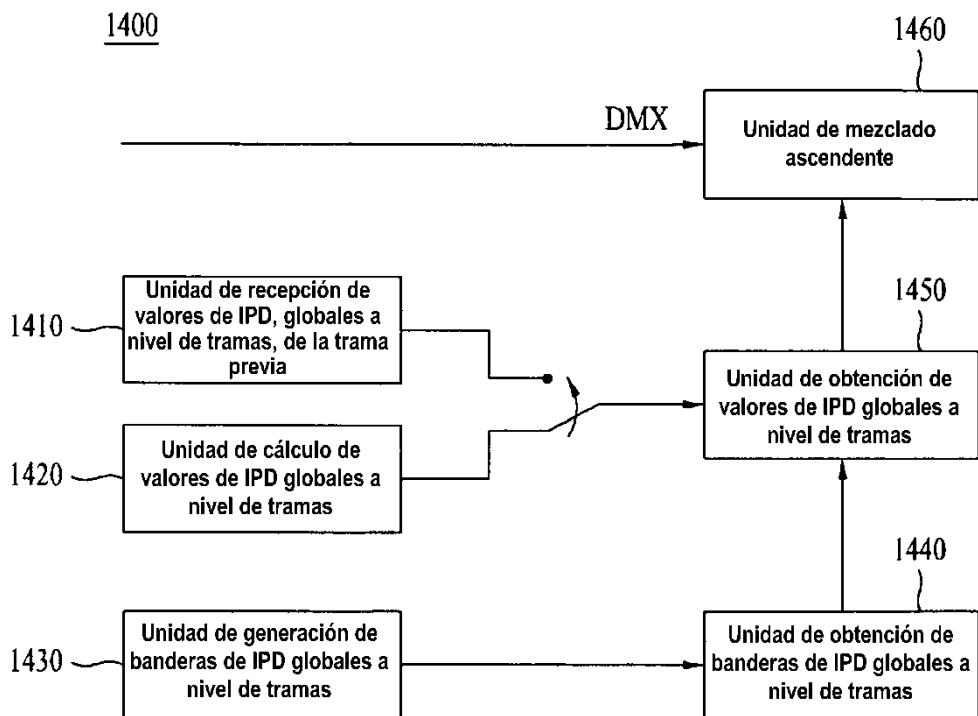 1400
1460
DMX
Unidad de mezclado
ascendente
1410
Unidad de recepción de
valores de IPD, globales a
nivel de tramas, de la trama
previa
1450
Unidad de obtención de
valores de IPD globales a
nivel de tramas
1420
Unidad de cálculo de
valores de IPD globales a
nivel de tramas
1440
1430
Unidad de generación de
banderas de IPD globales a
nivel de tramas
Unidad de obtención de
banderas de IPD globales a
nivel de tramas